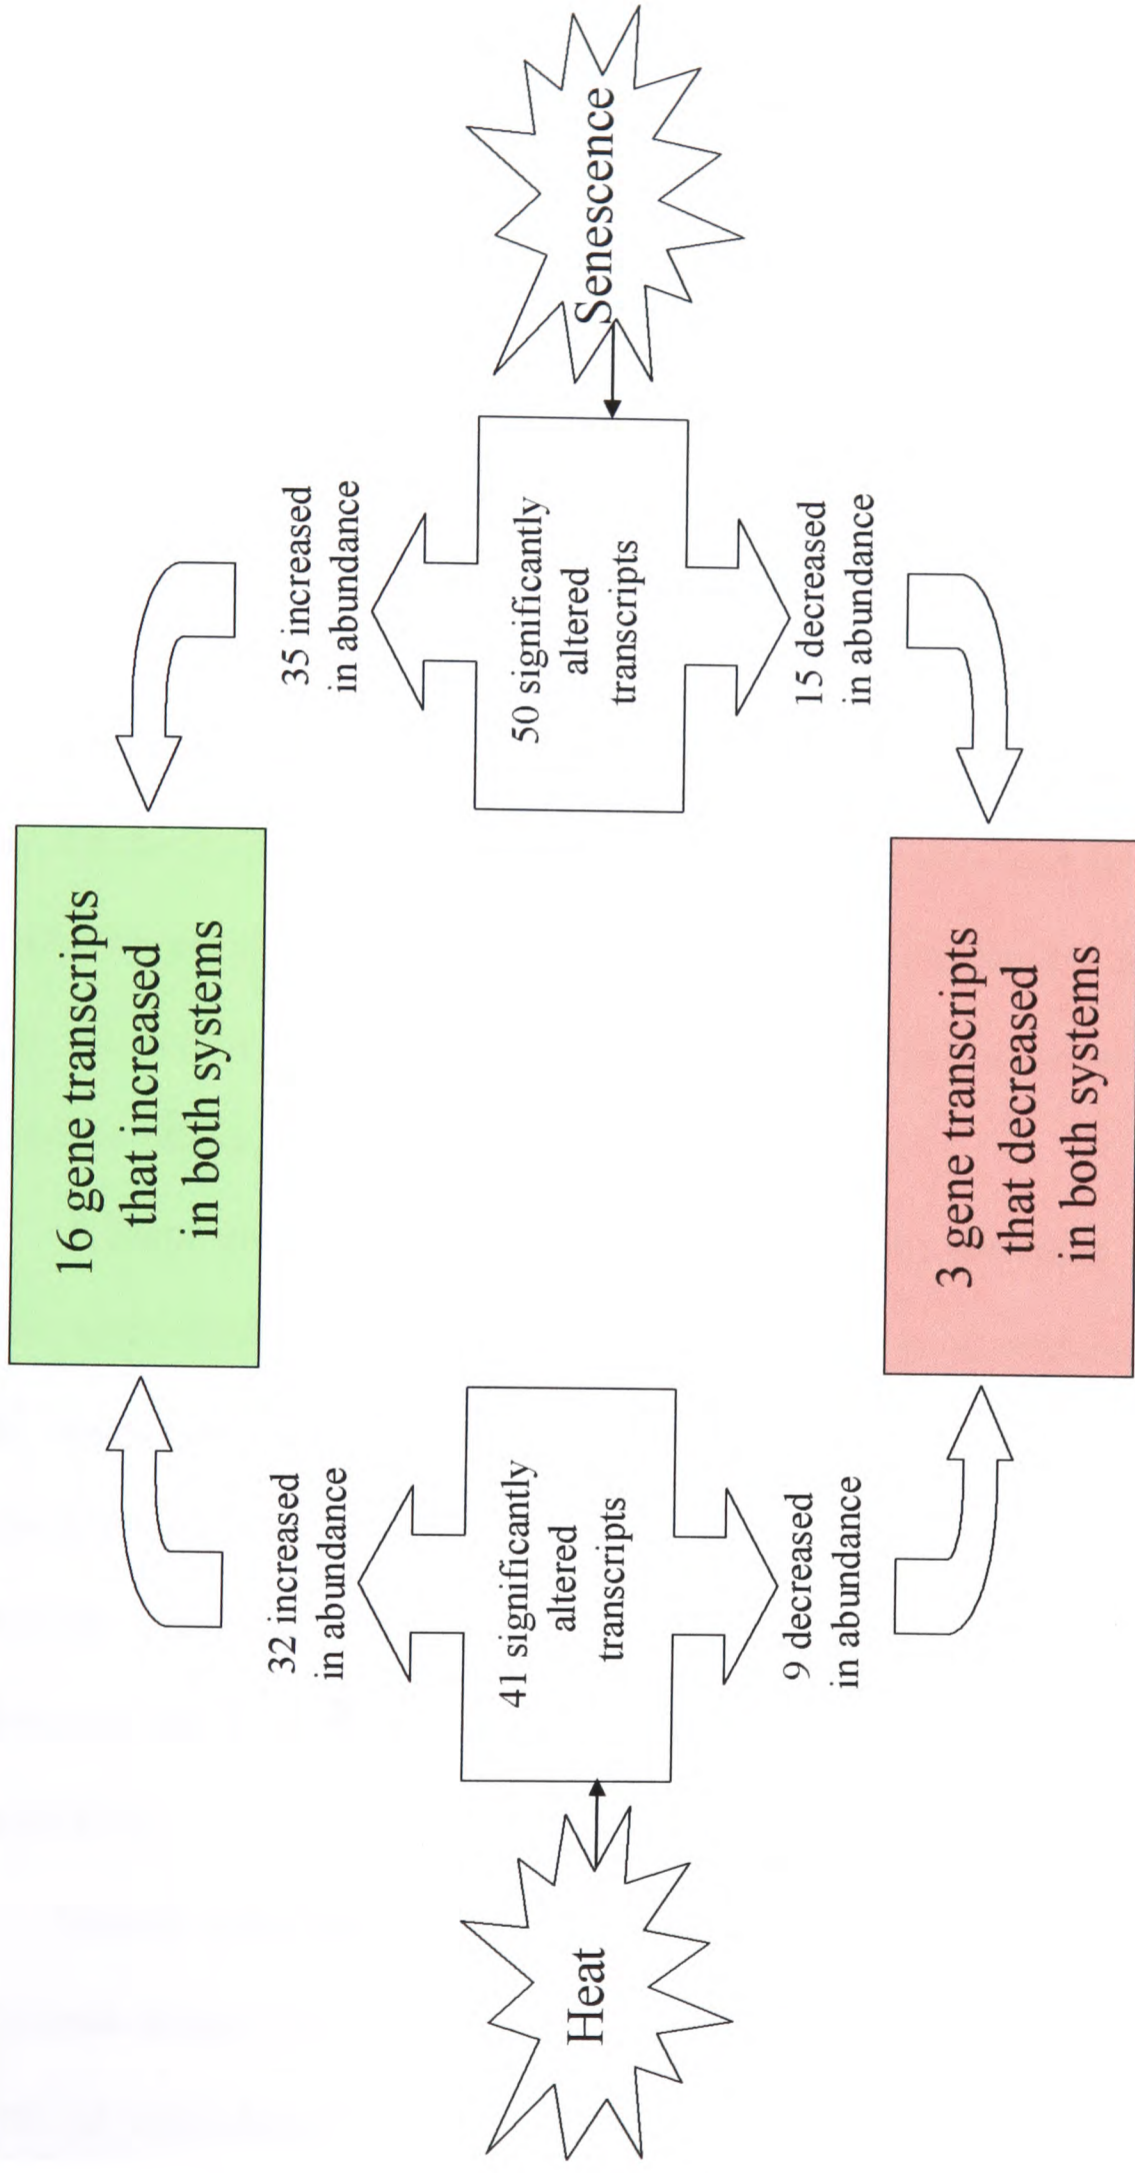 16 gene transcripts
that increased
in both systems
32 increased
in abundance
35 increased
in abundance
Heat
41 significantly
altered
transcripts
50 significantly
altered
transcripts
Senescence
9 decreased
in abundance
15 decreased
in abundance
3 gene transcripts
that decreased
in both systems